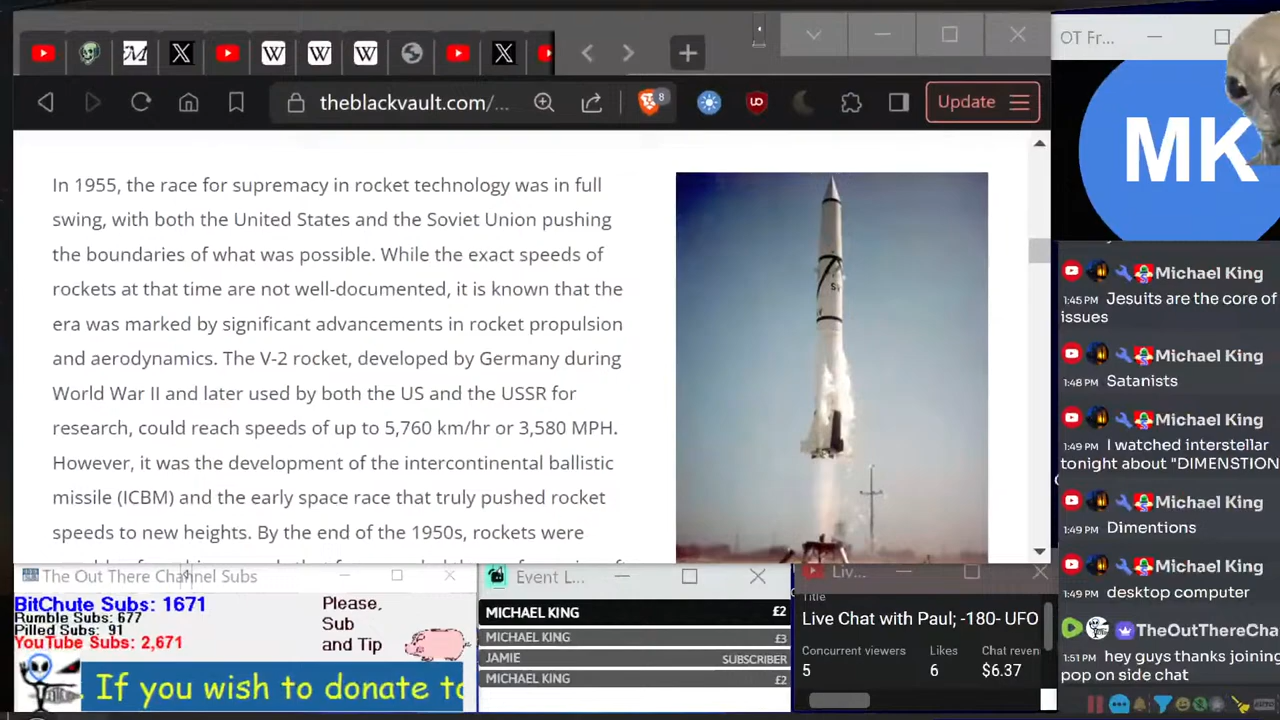 OT Fr...
theblackvault.com/...
8
Update
MK
In 1955, the race for supremacy in rocket technology was in full
swing, with both the United States and the Soviet Union pushing
the boundaries of what was possible. While the exact speeds of
rockets at that time are not well-documented, it is known that the
era was marked by significant advancements in rocket propulsion
and aerodynamics. The V-2 rocket, developed by Germany during
World War II and later used by both the US and the USSR for
research, could reach speeds of up to 5,760 km/hr or 3,580 MPH.
However, it was the development of the intercontinental ballistic
missile (ICBM) and the early space race that truly pushed rocket
speeds to new heights. By the end of the 1950s, rockets were
Michael King
1:45 PM Jesuits are the core of
issues
Michael King
1:48 PM Satanists
Michael King
1:49 PM I watched interstellar
tonight about "DIMENSTION
Michael King
1:49 PM Dimentions
Michael King
1:49 PM desktop computer
TheOutThereCha
1:51 PM hey guys thanks joining
pop on side chat
The Out There Channel Subs
BitChute Subs: 1671
Rumble Subs: 677
Pilled Subs: 91
YouTube Subs: 2,671
Please,
Sub
and Tip
If you wish to donate to
Event L...
MICHAEL KING £2
MICHAEL KING £3
JAMIE SUBSCRIBER
MICHAEL KING £2
Liv...
Title
Live Chat with Paul; -180- UFO
Concurrent viewers Likes Chat reven
5 6 $6.37